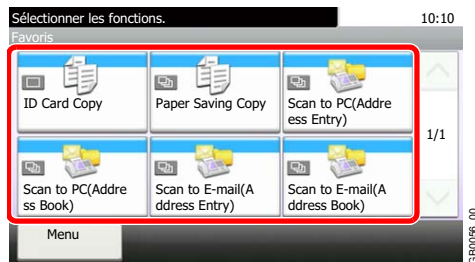 Sélectionner les fonctions.
10:10
Favoris
ID Card Copy
Paper Saving Copy
Scan to PC(Addre
ess Entry)
1/1
Scan to PC(Addre
ss Book)
Scan to E-mail(A
ddress Entry)
Scan to E-mail(A
ddress Book)
Menu
GB0056_00